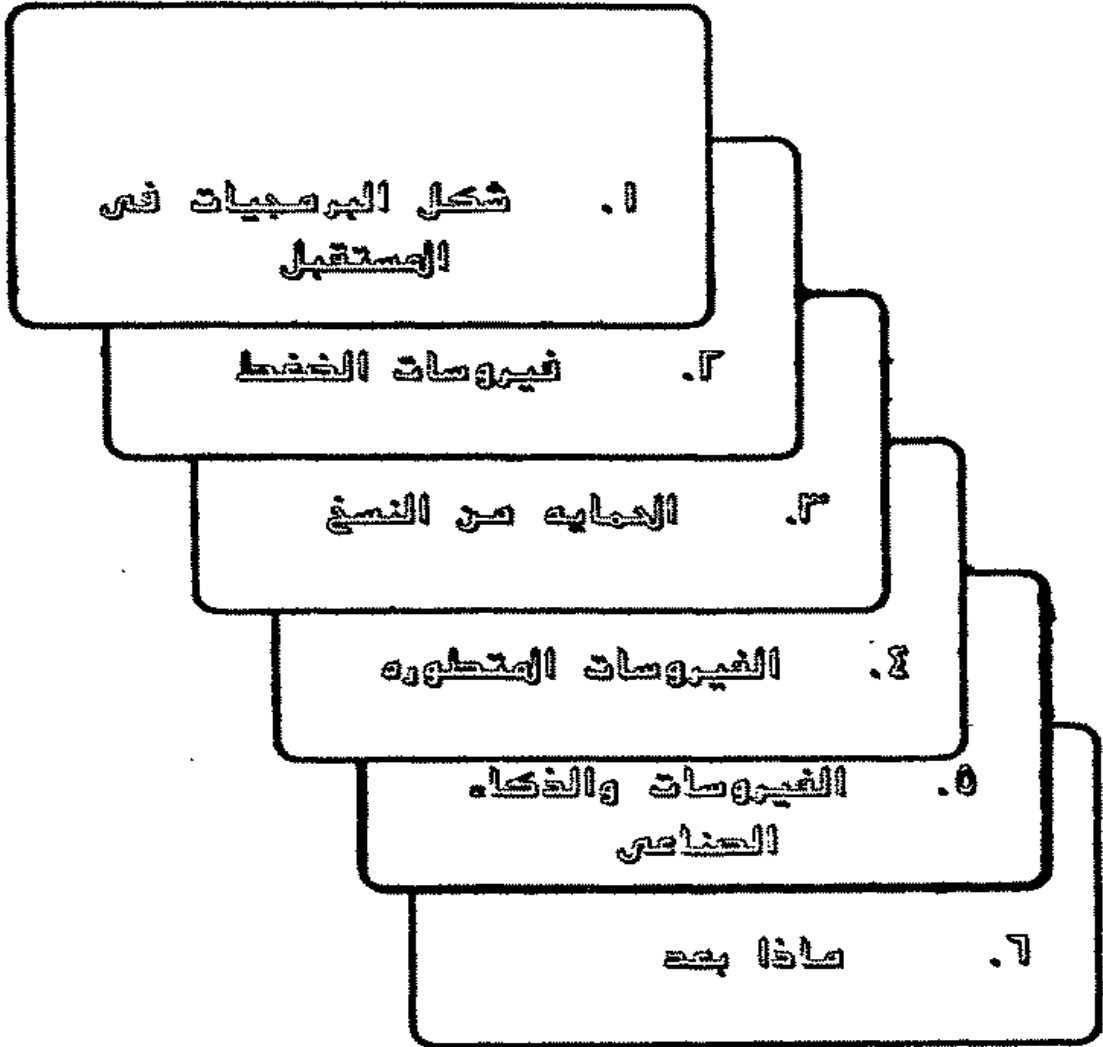 ١. شكل البرمجيات فى
المستقبل
٢. فيروسات الضغط
٣. الحمايه من النسخ
٤. الفيروسات المتطوره
٥. الفيروسات والذكاء
الصناعى
٦. ماذا بعد